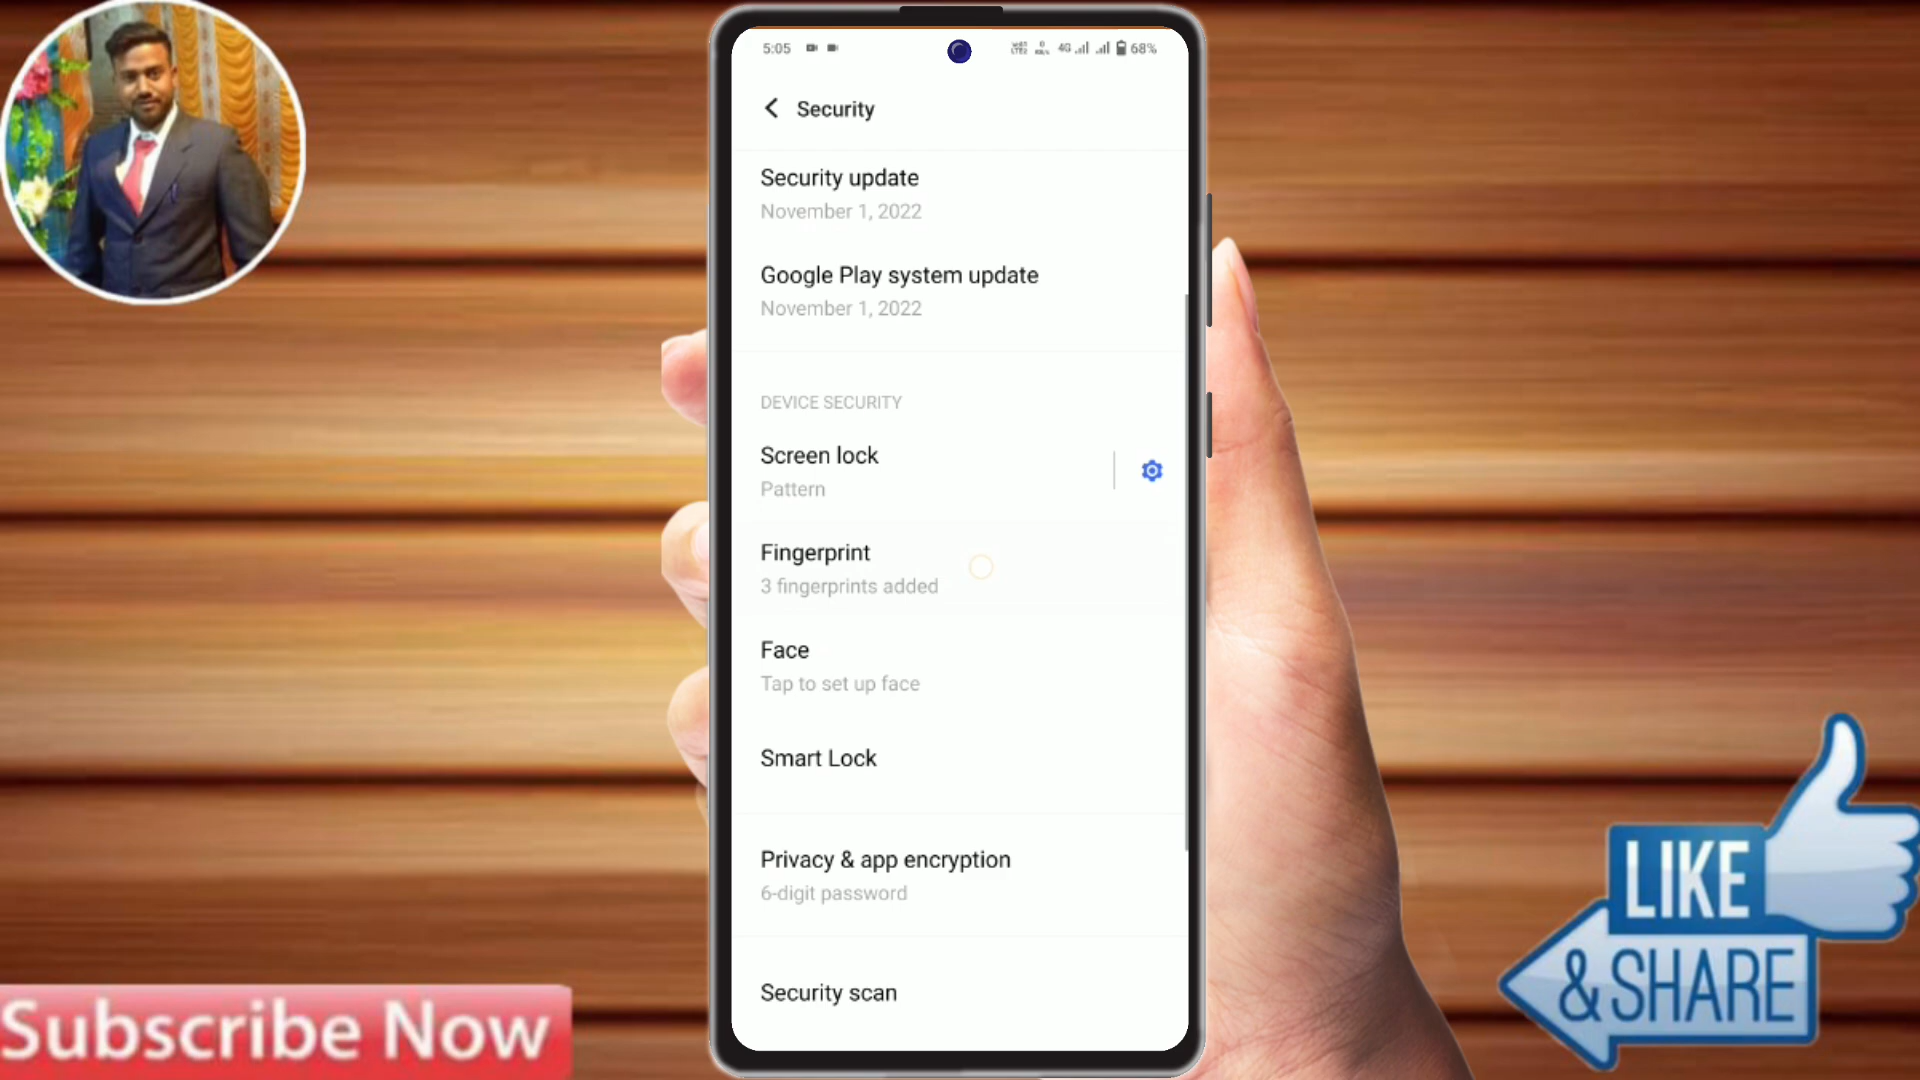 5:05
4G
68%
Security
Security update
November 1, 2022
Google Play system update
November 1, 2022
DEVICE SECURITY
Screen lock
Pattern
Fingerprint
3 fingerprints added
Face
Tap to set up face
Smart Lock
Privacy & app encryption
6-digit password
Security scan
Subscribe Now
LIKE
& SHARE